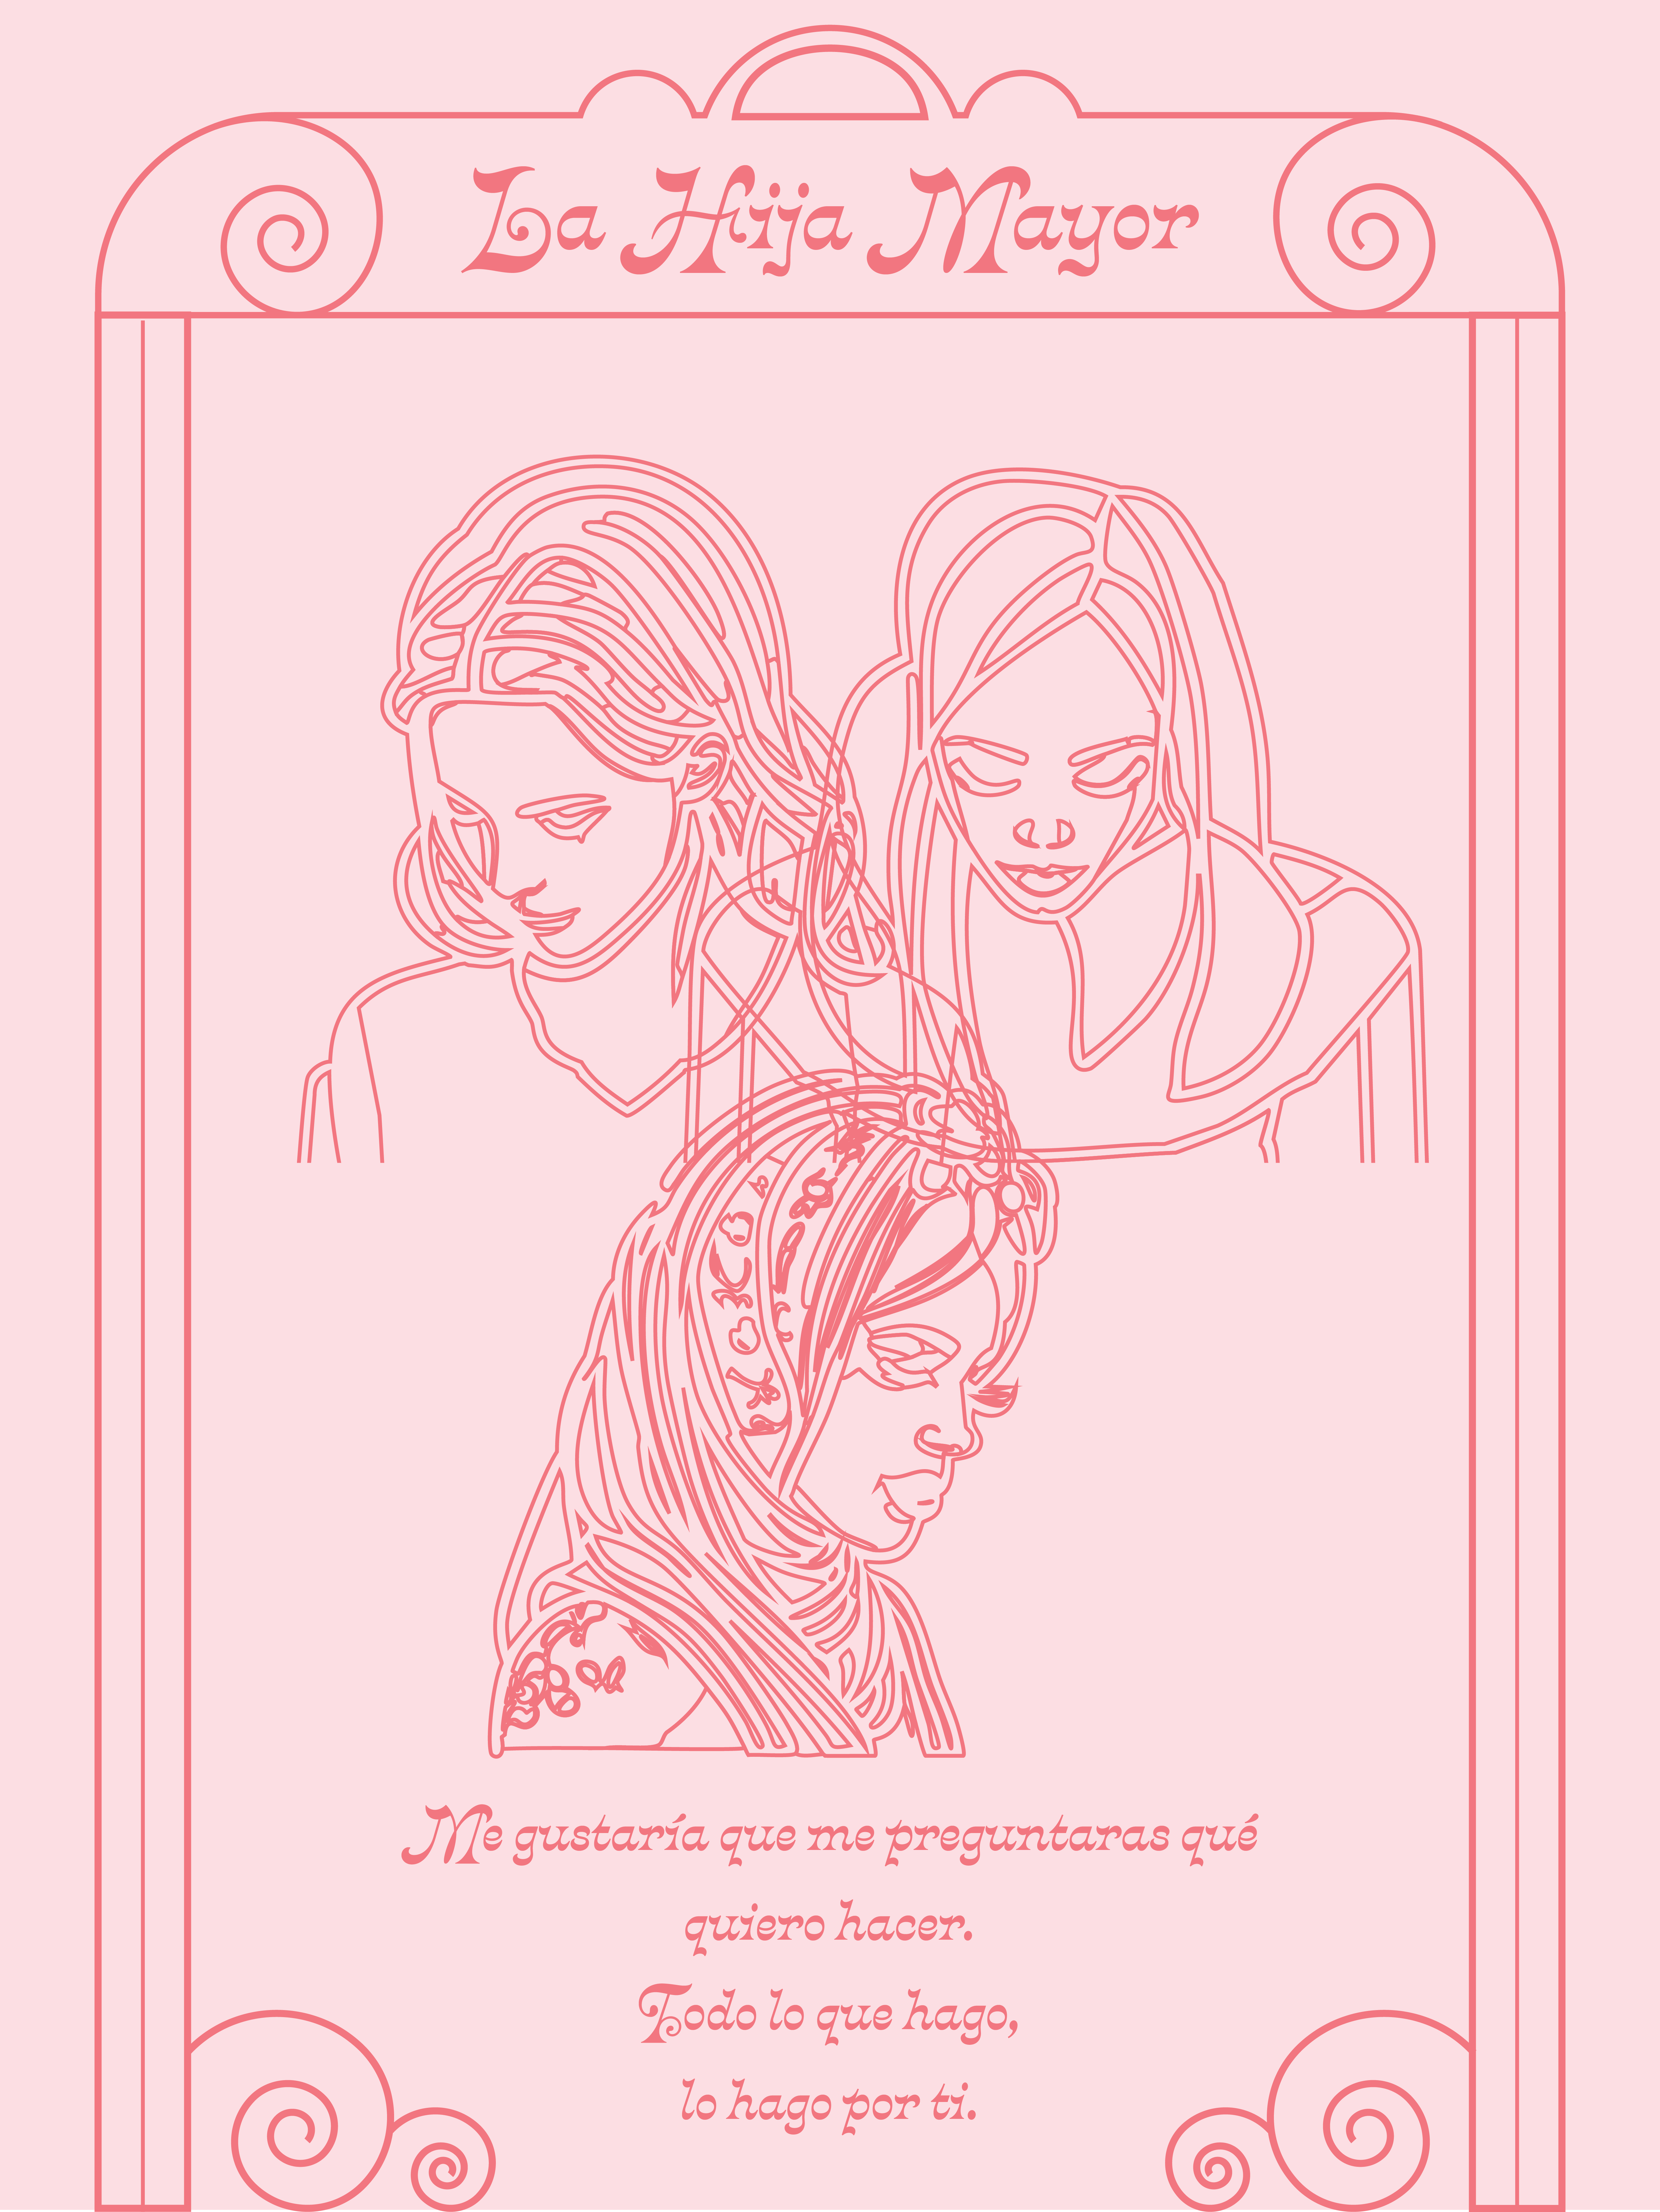 La Hija Mayor
Me gustaría que me preguntaras qué
quiero hacer.
Todo lo que hago,
lo hago por ti.